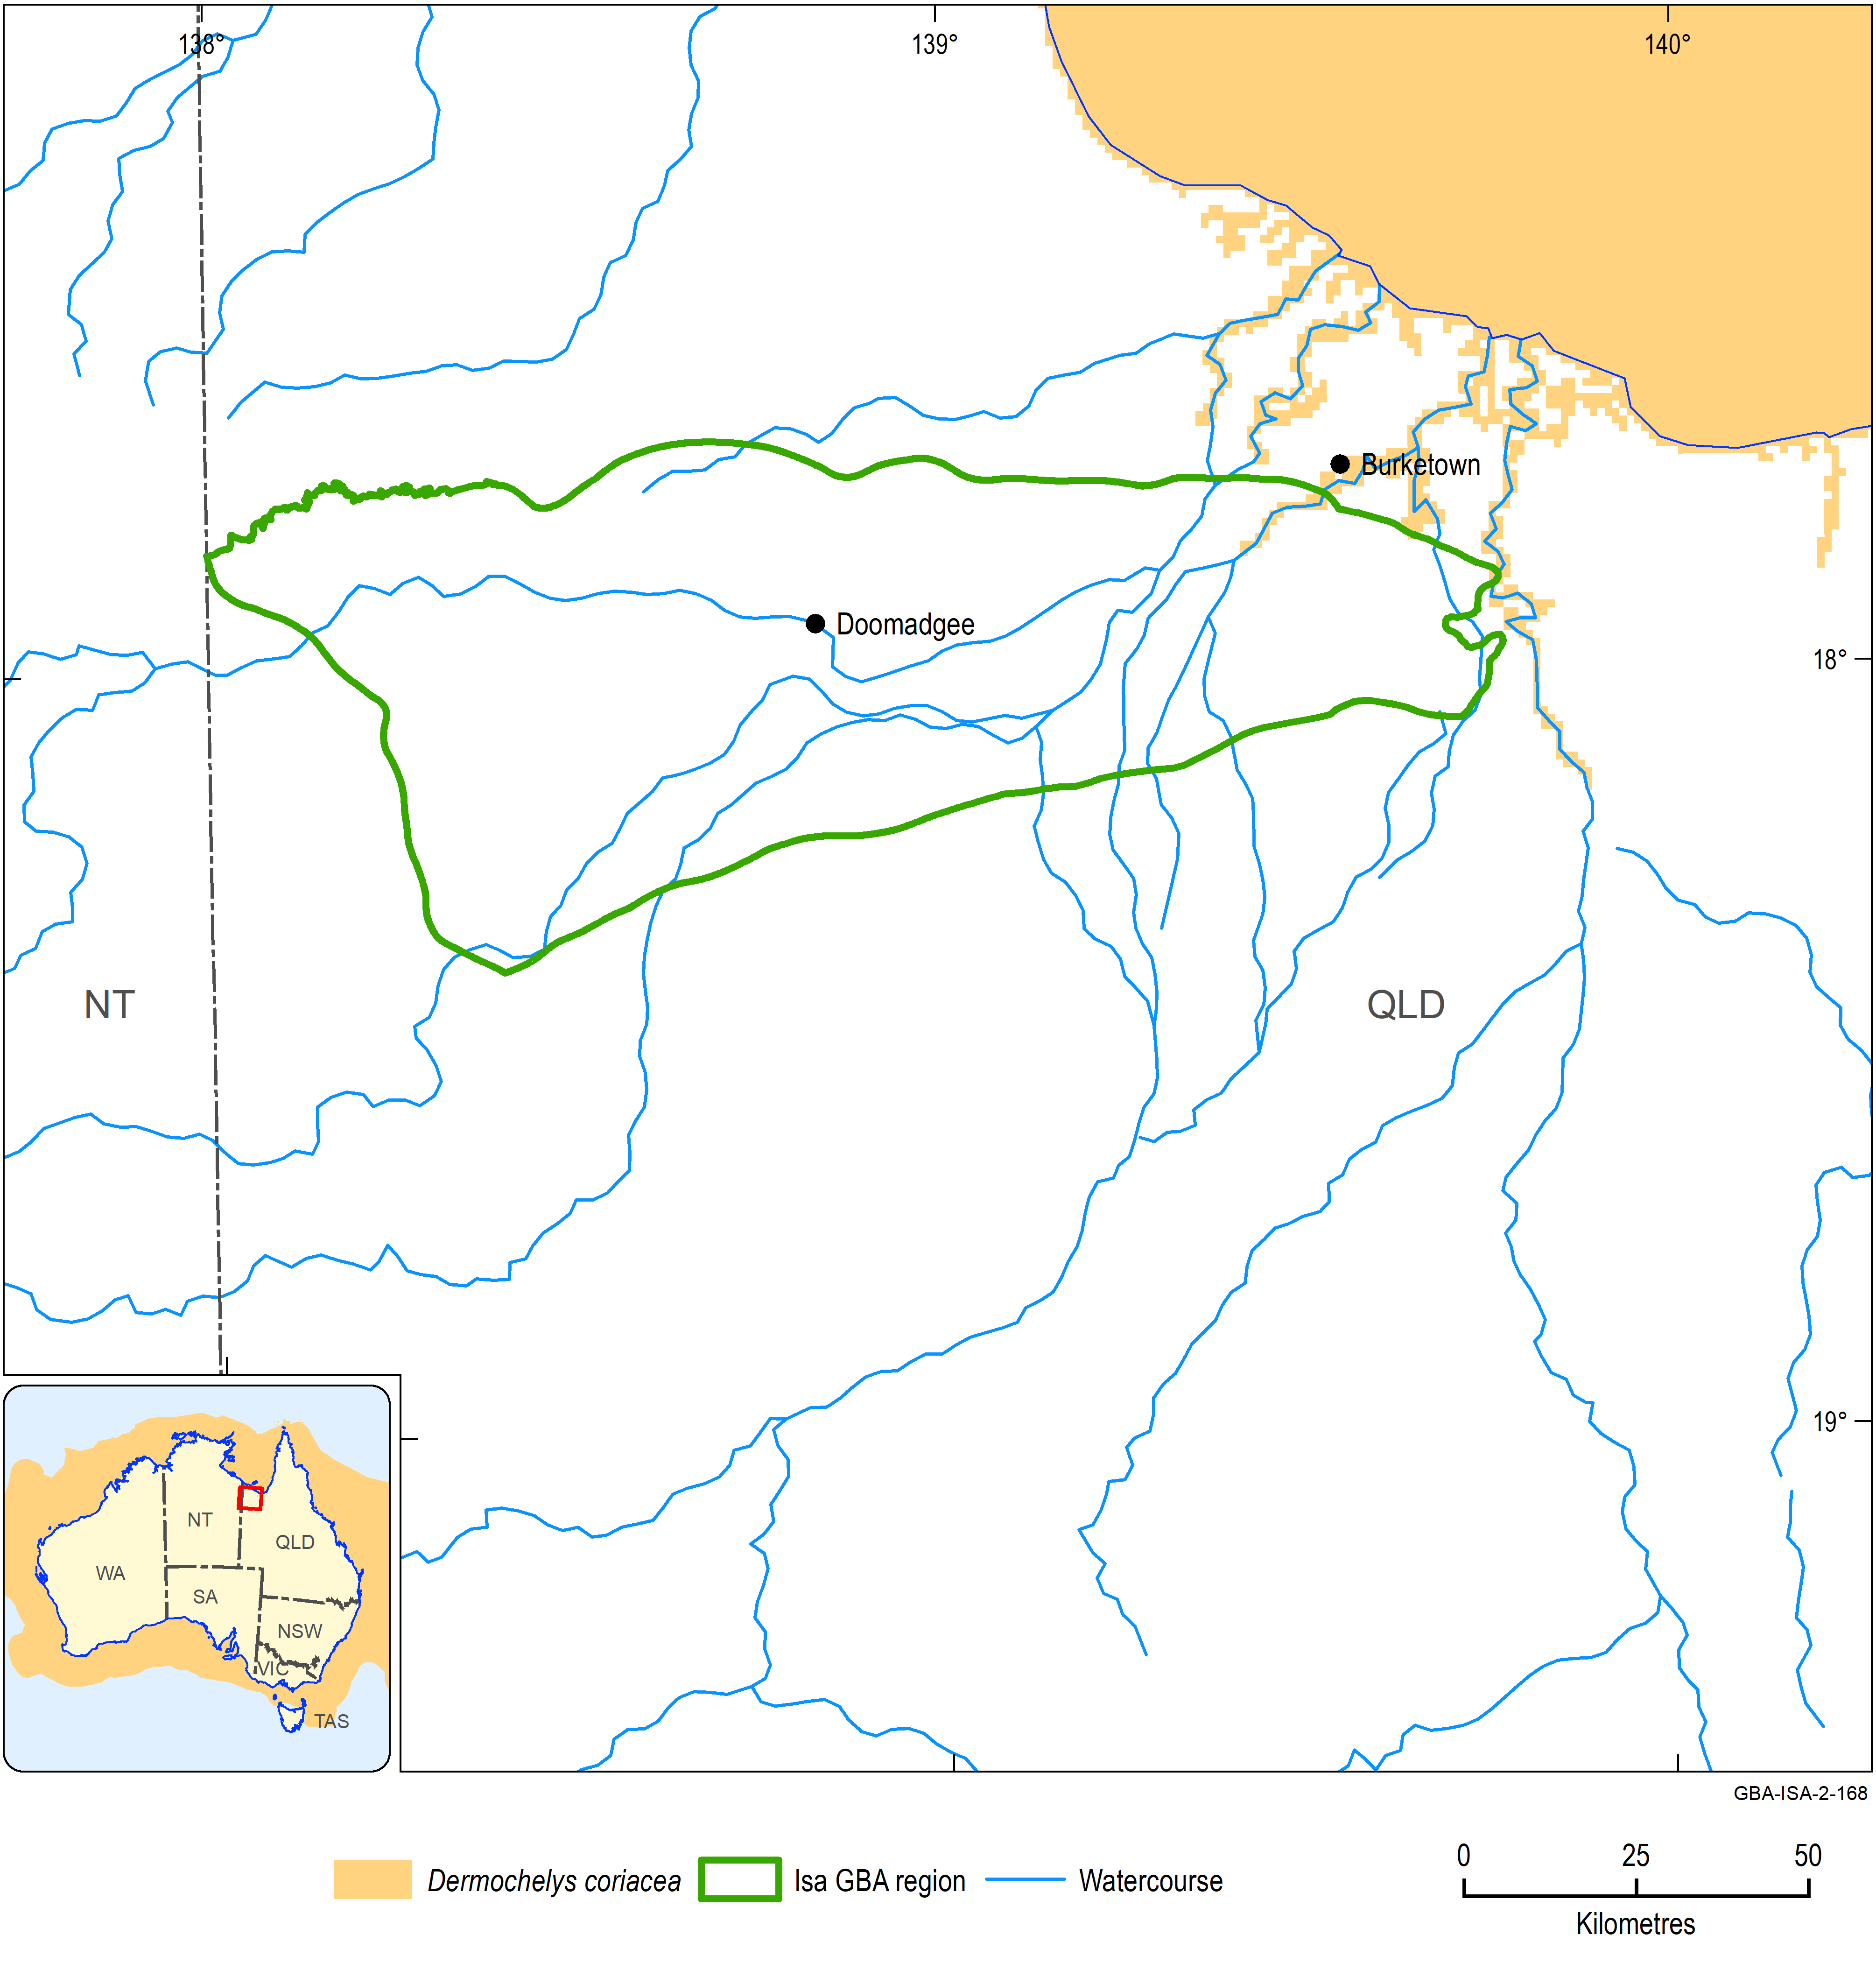 138°
139°
140°
Burketown
Doomadgee
18°
NT
QLD
19°
NT
QLD
WA
SA
NSW
VIC
TAS
GBA-ISA-2-168
Dermochelys coriacea
Isa GBA region
Watercourse
0 25 50
Kilometres